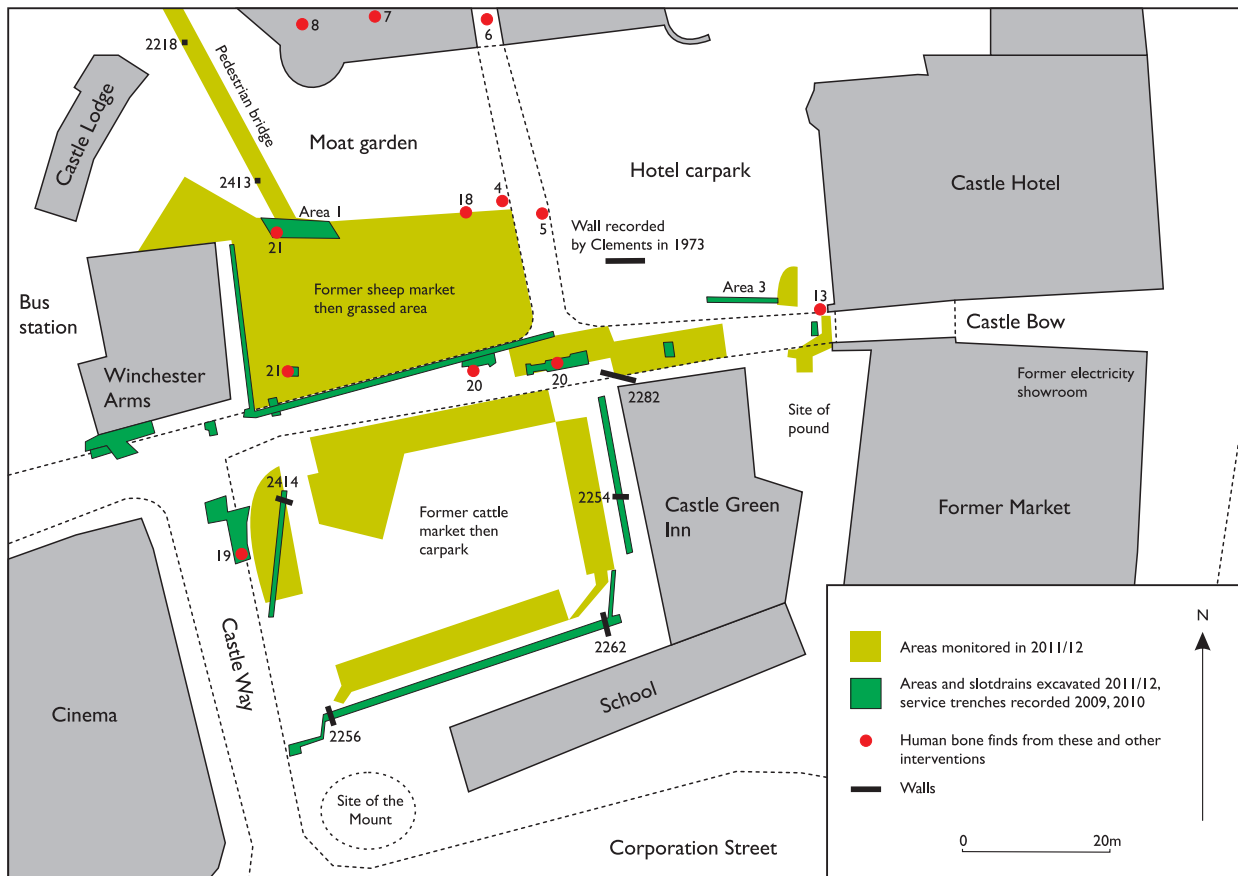 8
7
6
2218
Pedestrian bridge
Castle Lodge
Moat garden
Hotel carpark
Castle Hotel
2413
Area 1
18
4
5
21
Wall recorded
by Clements in 1973
Bus
station
Former sheep market
then grassed area
Area 3
13
Castle Bow
Winchester
Arms
21
20
20
2282
Former electricity
showroom
Site of
pound
2414
2254
Castle Green
Inn
Former Market
Former cattle
market then
carpark
19
Castle Way
2262
School
Cinema
2256
Site of the
Mount
Corporation Street
N
Areas monitored in 2011/12
Areas and slotdrains excavated 2011/12,
service trenches recorded 2009, 2010
Human bone finds from these and other
interventions
Walls
0
20m